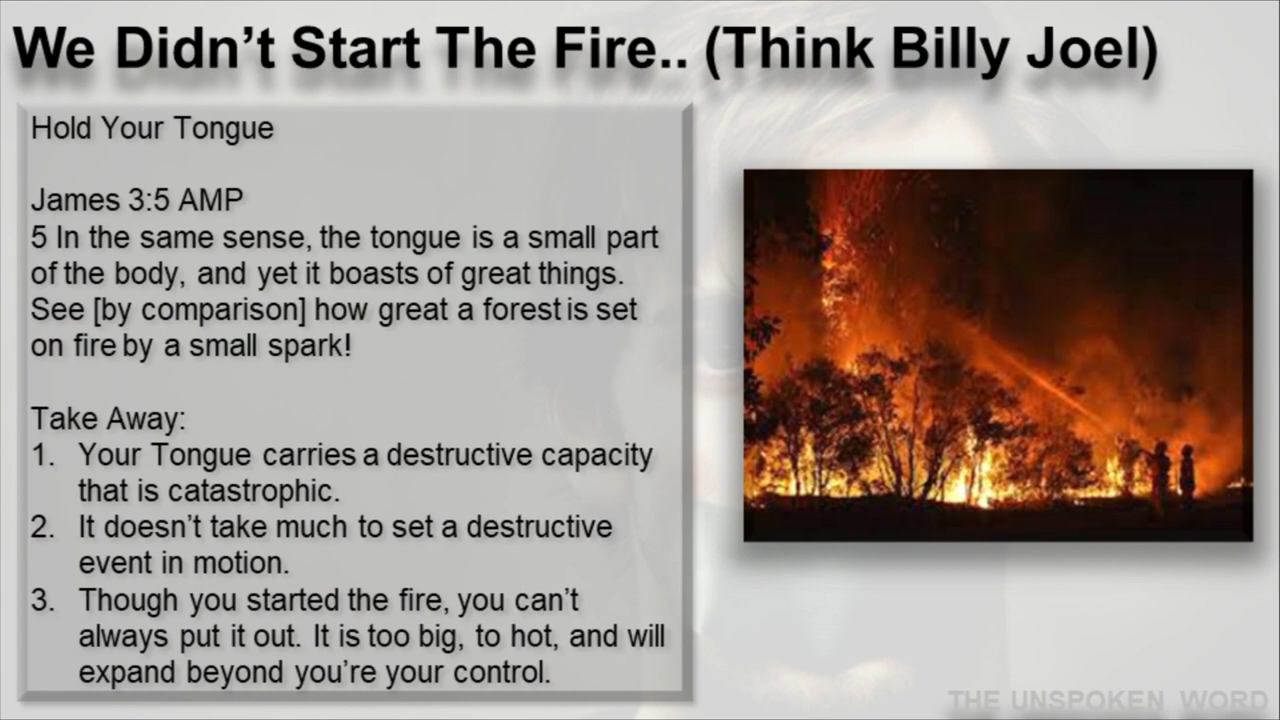 We Didn’t Start The Fire.. (Think Billy Joel)
Hold Your Tongue
James 3:5 AMP
5 In the same sense, the tongue is a small part
of the body, and yet it boasts of great things.
See [by comparison] how great a forest is set
on fire by a small spark!
Take Away:
1. Your Tongue carries a destructive capacity
that is catastrophic.
2. It doesn’t take much to set a destructive
event in motion.
3. Though you started the fire, you can’t
always put it out. It is too big, to hot, and will
expand beyond you’re your control.
THE UNSPOKEN WORD